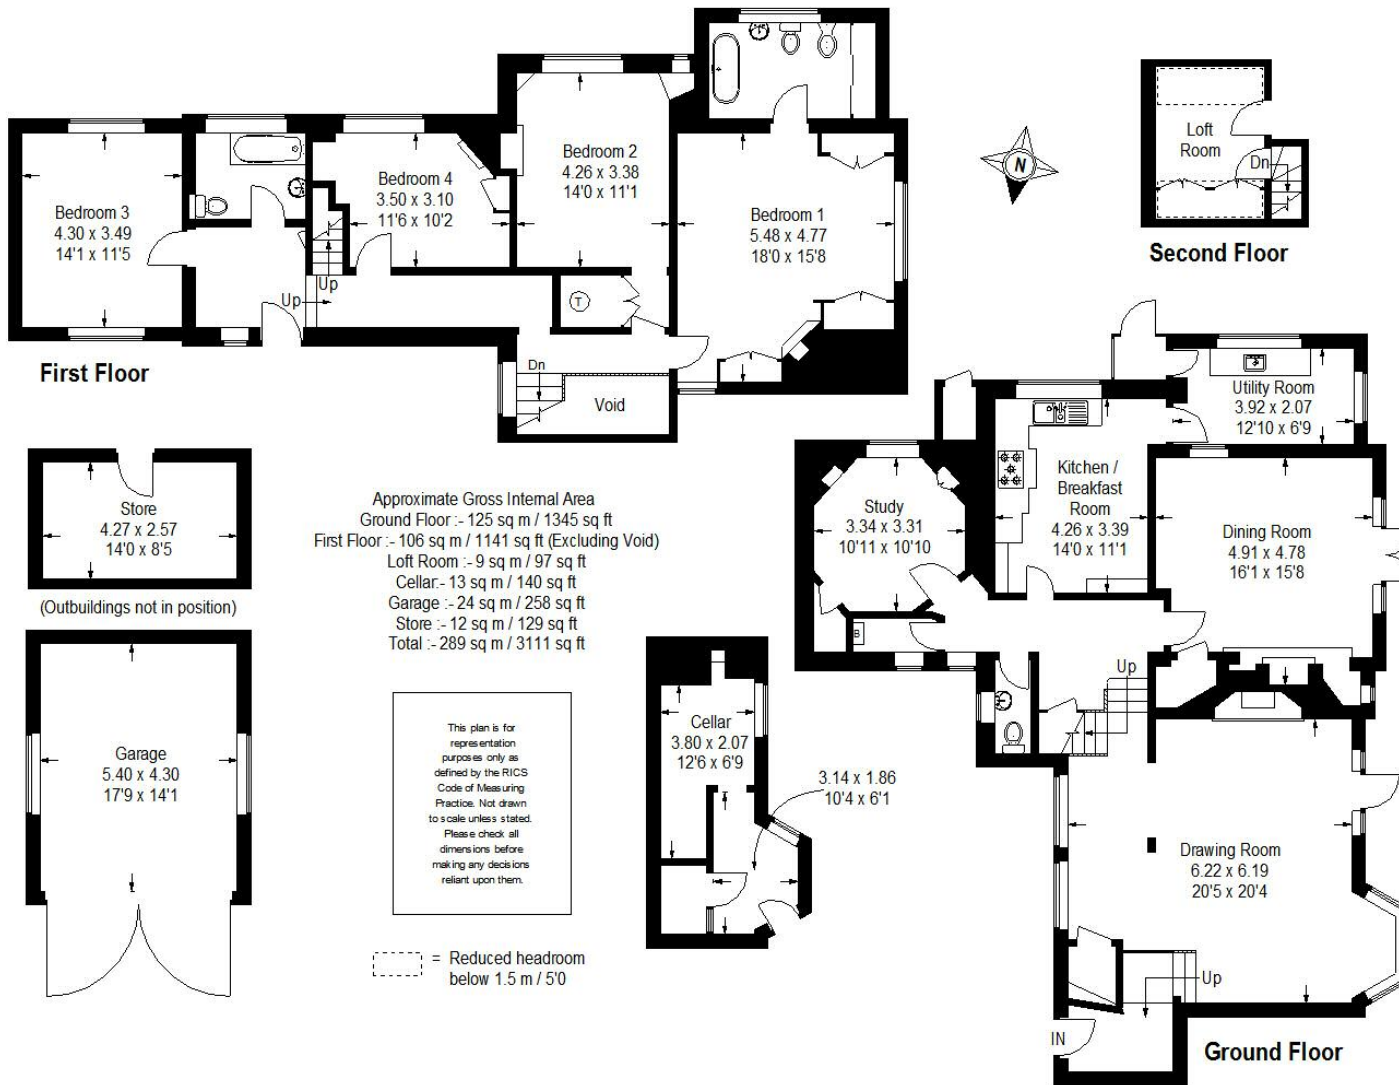 Bedroom 3
4.30 x 3.49
14'1 x 11'5
Up
Up
Bedroom 4
3.50 x 3.10
11'6 x 10'2
Bedroom 2
4.26 x 3.38
14'0 x 11'1
T
Bedroom 1
5.48 x 4.77
18'0 x 15'8
Dn
Void
First Floor
N
Loft
Room
Dn
Second Floor
Store
4.27 x 2.57
14'0 x 8'5
(Outbuildings not in position)
Garage
5.40 x 4.30
17'9 x 14'1
Approximate Gross Internal Area
Ground Floor :- 125 sq m / 1345 sq ft
First Floor :- 106 sq m / 1141 sq ft (Excluding Void)
Loft Room :- 9 sq m / 97 sq ft
Cellar:- 13 sq m / 140 sq ft
Garage :- 24 sq m / 258 sq ft
Store :- 12 sq m / 129 sq ft
Total :- 289 sq m / 3111 sq ft
This plan is for
representation
purposes only as
defined by the RICS
Code of Measuring
Practice. Not drawn
to scale unless stated.
Please check all
dimensions before
making any decisions
reliant upon them.
= Reduced headroom
below 1.5 m / 5'0
Cellar
3.80 x 2.07
12'6 x 6'9
3.14 x 1.86
10'4 x 6'1
Utility Room
3.92 x 2.07
12'10 x 6'9
Kitchen /
Breakfast
Room
4.26 x 3.39
14'0 x 11'1
Study
3.34 x 3.31
10'11 x 10'10
B
Dining Room
4.91 x 4.78
16'1 x 15'8
Up
Drawing Room
6.22 x 6.19
20'5 x 20'4
Up
IN
Ground Floor